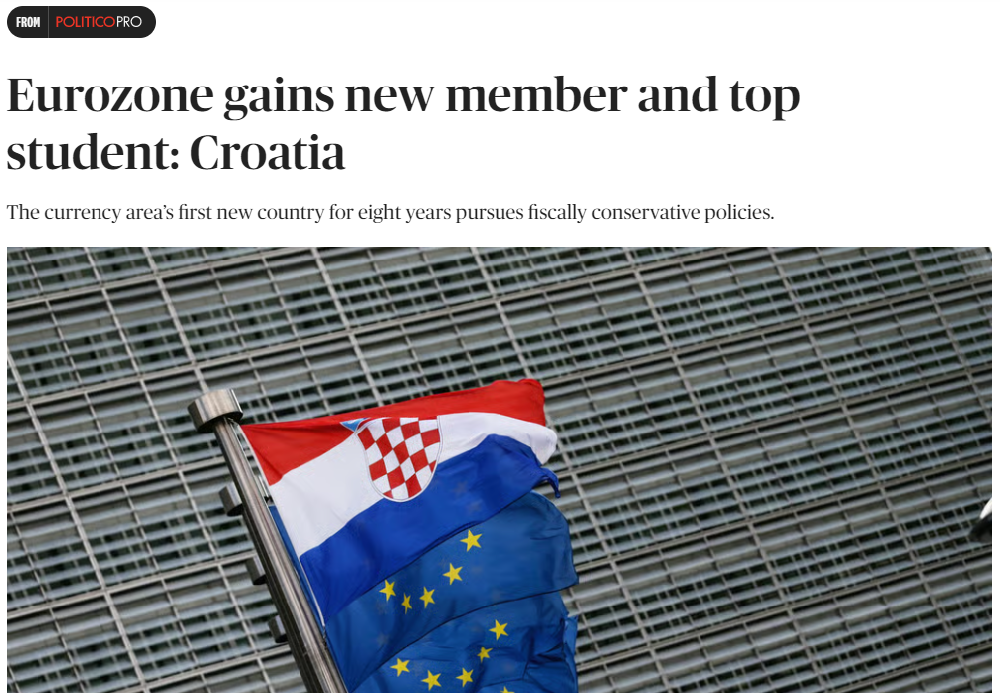 FROM POLITICOPRO
Eurozone gains new member and top
student: Croatia
The currency area’s first new country for eight years pursues fiscally conservative policies.